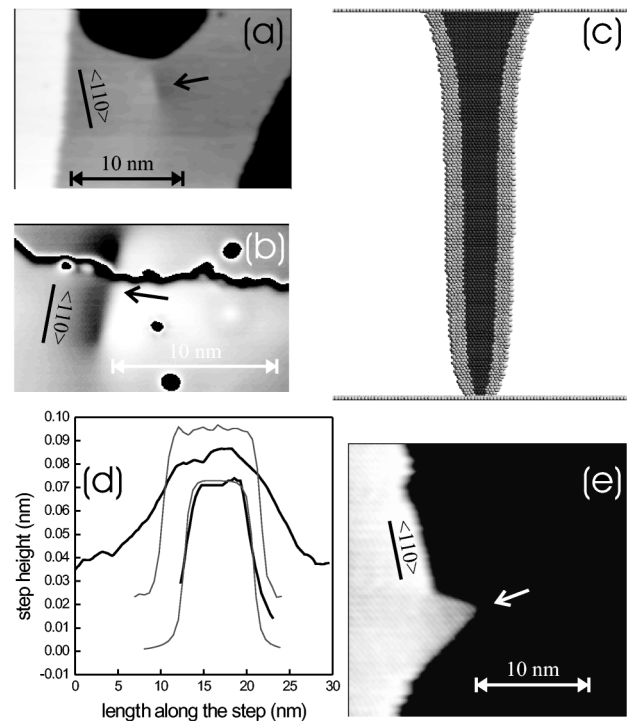 (a)
<110>
10 nm
(b)
<110>
10 nm
(c)
(d)
0.10
0.09
0.08
0.07
0.06
0.05
0.04
0.03
0.02
0.01
0.00
-0.01
step height (nm)
0 5 10 15 20 25 30
length along the step (nm)
(e)
<110>
10 nm